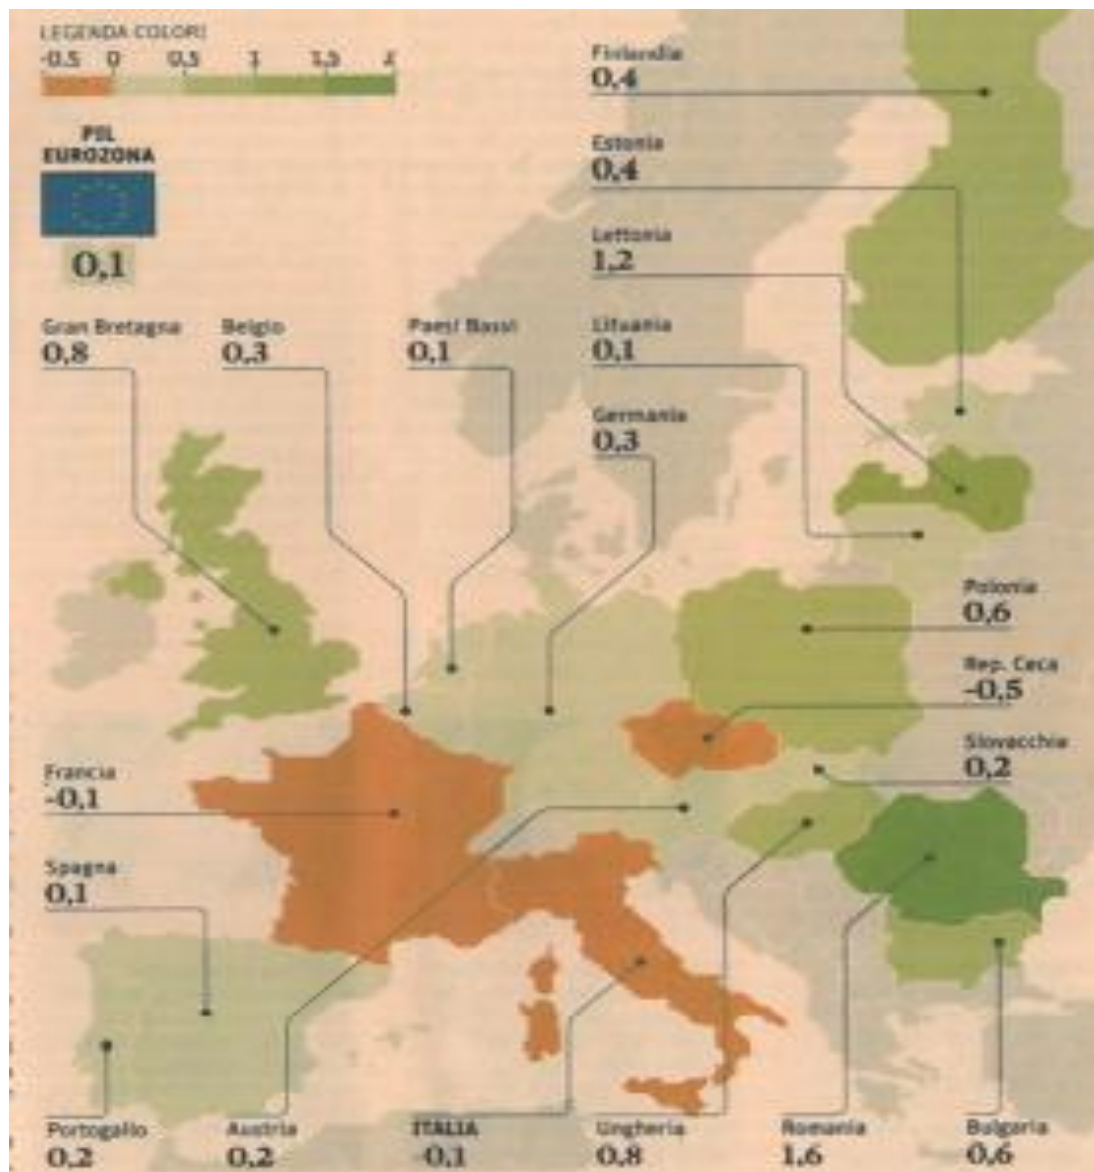 LEGENDA COLORI
-0.5 0 0,5 1 1,5 2
PIL
EUROZONA
0,1
Finlandia
0,4
Estonia
0,4
Lettonia
1,2
Gran Bretagna
0,8
Belgio
0,3
Paesi Bassi
0,1
Lituania
0,1
Germania
0,3
Polonia
0,6
Rep. Ceca
-0,5
Slovacchia
0,2
Francia
-0,1
Spagna
0,1
Portogallo
0,2
Austria
0,2
ITALIA
-0,1
Ungheria
0,8
Romania
1,6
Bulgaria
0,6